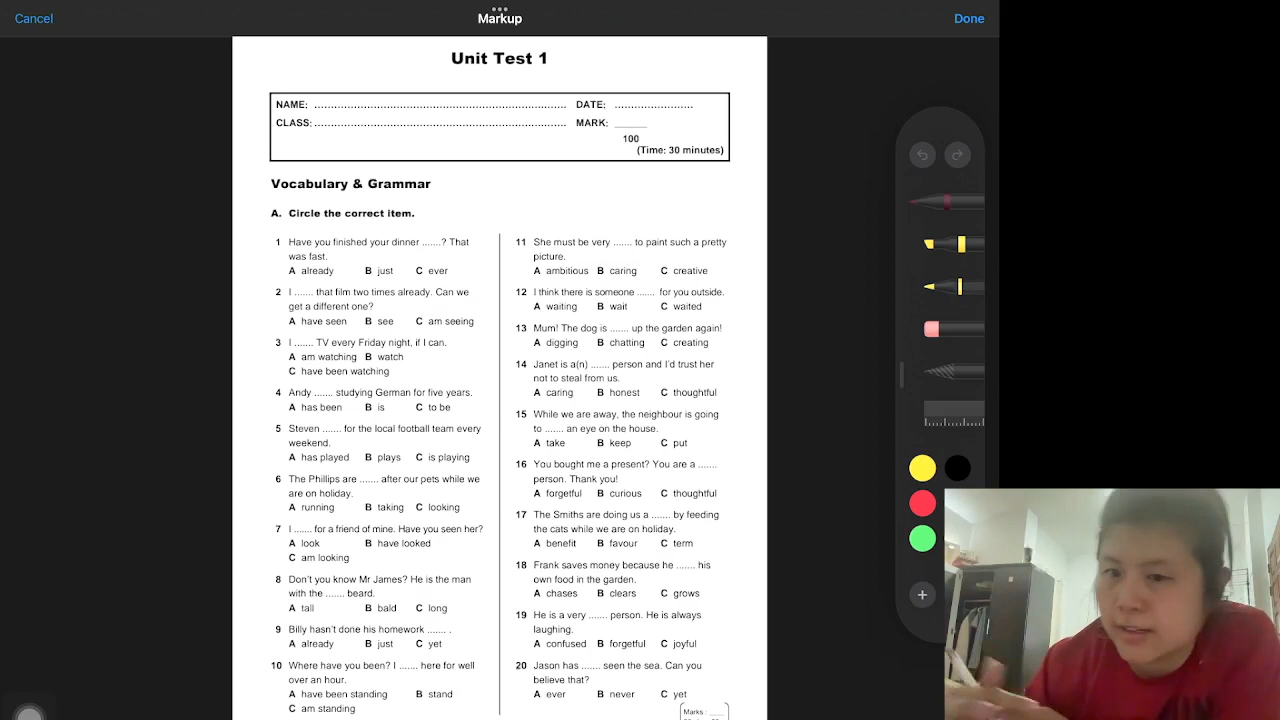 Cancel
Markup
Done
Unit Test 1
NAME: ............................................................................ DATE: ........................
CLASS:............................................................................ MARK: ______
100
(Time: 30 minutes)
Vocabulary & Grammar
A. Circle the correct item.
1 Have you finished your dinner ......? That
was fast.
A already B just C ever
2 I ...... that film two times already. Can we
get a different one?
A have seen B see C am seeing
3 I ...... TV every Friday night, if I can.
A am watching B watch
C have been watching
4 Andy ...... studying German for five years.
A has been B is C to be
5 Steven ...... for the local football team every
weekend.
A has played B plays C is playing
6 The Phillips are ...... after our pets while we
are on holiday.
A running B taking C looking
7 I ...... for a friend of mine. Have you seen her?
A look B have looked
C am looking
8 Don't you know Mr James? He is the man
with the ...... beard.
A tall B bald C long
9 Billy hasn't done his homework ...... .
A already B just C yet
10 Where have you been? I ...... here for well
over an hour.
A have been standing B stand
C am standing
11 She must be very ...... to paint such a pretty
picture.
A ambitious B caring C creative
12 I think there is someone ...... for you outside.
A waiting B wait C waited
13 Mum! The dog is ...... up the garden again!
A digging B chatting C creating
14 Janet is a(n) ...... person and I'd trust her
not to steal from us.
A caring B honest C thoughtful
15 While we are away, the neighbour is going
to ...... an eye on the house.
A take B keep C put
16 You bought me a present? You are a ......
person. Thank you!
A forgetful B curious C thoughtful
17 The Smiths are doing us a ...... by feeding
the cats while we are on holiday.
A benefit B favour C term
18 Frank saves money because he ...... his
own food in the garden.
A chases B clears C grows
19 He is a very ...... person. He is always
laughing.
A confused B forgetful C joyful
20 Jason has ...... seen the sea. Can you
believe that?
A ever B never C yet
Marks : ____